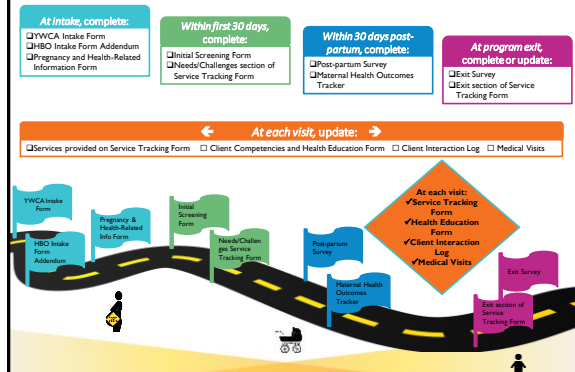 At intake, complete:
❑YWCA Intake Form
❑HBO Intake Form Addendum
❑Pregnancy and Health-Related
Information Form
Within first 30 days,
complete:
❑Initial Screening Form
❑Needs/Challenges section of
Service Tracking Form
Within 30 days post-
partum, complete:
❑Post-partum Survey
❑Maternal Health Outcomes
Tracker
At program exit,
complete or update:
❑Exit Survey
❑Exit section of Service
Tracking Form
← At each visit, update: →
❑Services provided on Service Tracking Form ☐ Client Competencies and Health Education Form ☐ Client Interaction Log ☐ Medical Visits
YWCA Intake
Form
HBO Intake
Form
Addendum
Pregnancy &
Health-Related
Info Form
Initial
Screening
Form
Needs/Challen
ges Service
Tracking Form
Post-partum
Survey
Maternal Health
Outcomes
Tracker
At each visit:
✓Service Tracking
Form
✓Health Education
Form
✓Client Interaction
Log
✓Medical Visits
Exit Survey
Exit section of
Service
Tracking Form